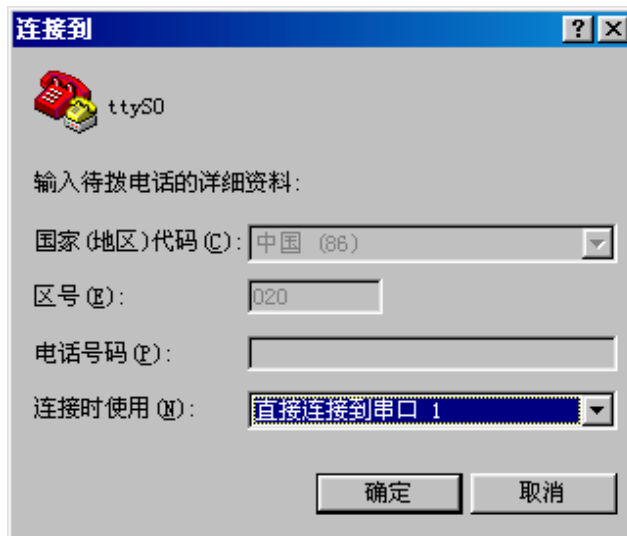 连接到
ttyS0
输入待拨电话的详细资料:
国家(地区)代码(C): 中国 (86)
区号(E): 020
电话号码(P):
连接时使用(N): 直接连接到串口 1
确定 取消